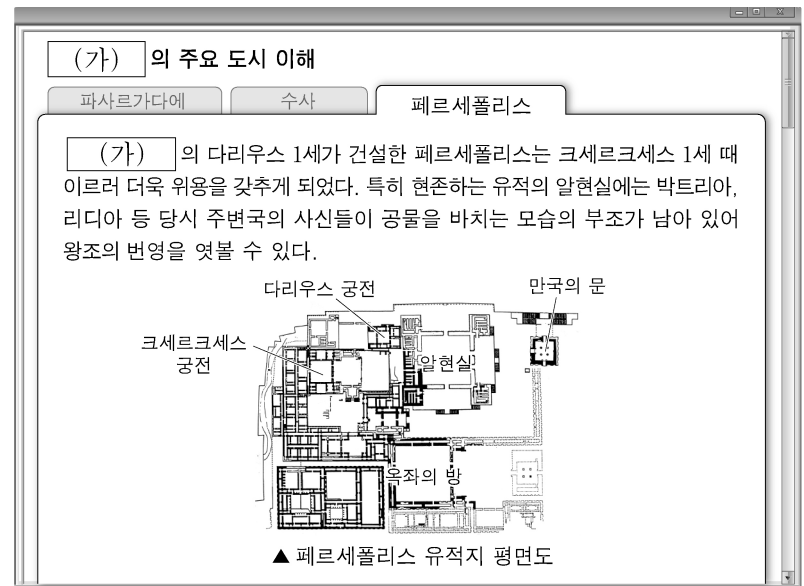 (가) 의 주요 도시 이해
파사르가다에 수사 페르세폴리스
(가) 의 다리우스 1세가 건설한 페르세폴리스는 크세르크세스 1세 때
이르러 더욱 위용을 갖추게 되었다. 특히 현존하는 유적의 알현실에는 박트리아,
리디아 등 당시 주변국의 사신들이 공물을 바치는 모습의 부조가 남아 있어
왕조의 번영을 엿볼 수 있다.
다리우스 궁전
만국의 문
크세르크세스
궁전
알현실
옥좌의 방
▲ 페르세폴리스 유적지 평면도